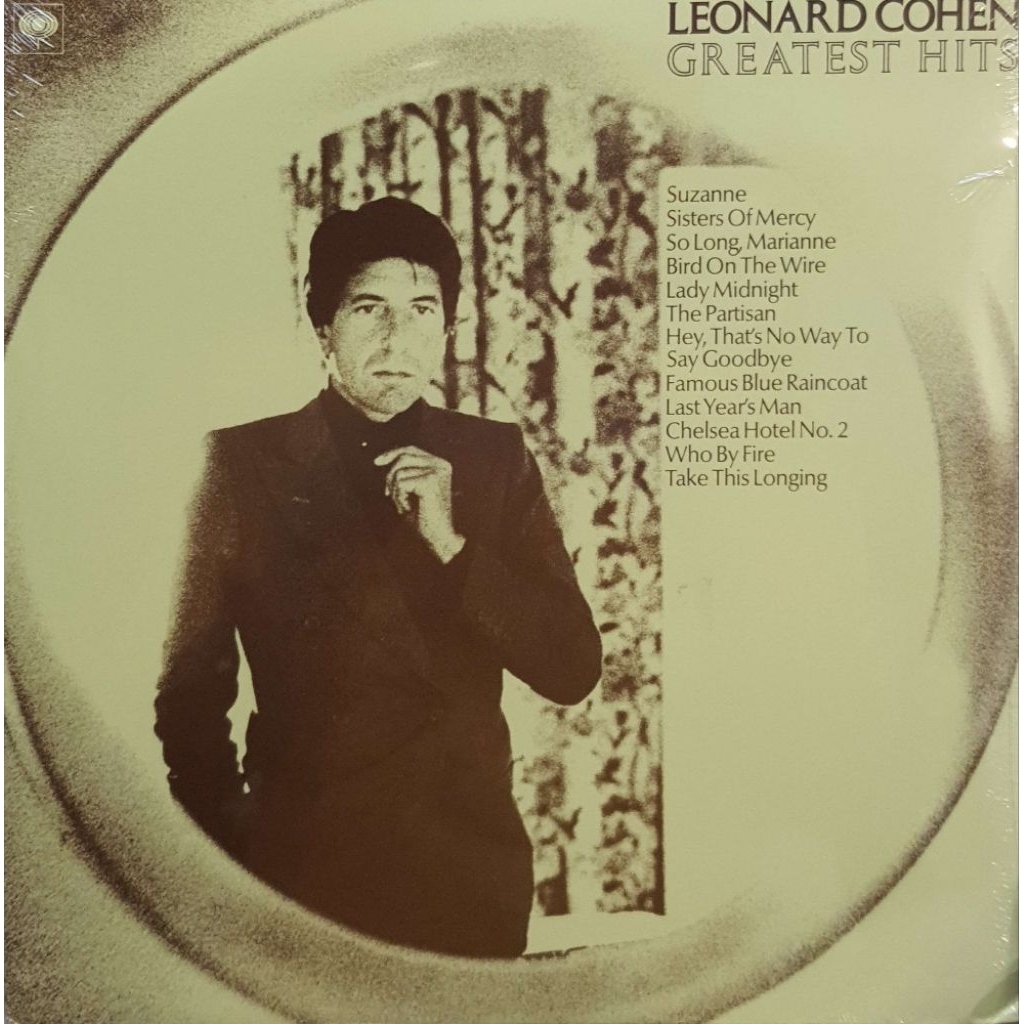 LEONARD COHEN
GREATEST HITS
Suzanne
Sisters Of Mercy
So Long, Marianne
Bird On The Wire
Lady Midnight
The Partisan
Hey, That's No Way To
Say Goodbye
Famous Blue Raincoat
Last Year's Man
Chelsea Hotel No. 2
Who By Fire
Take This Longing